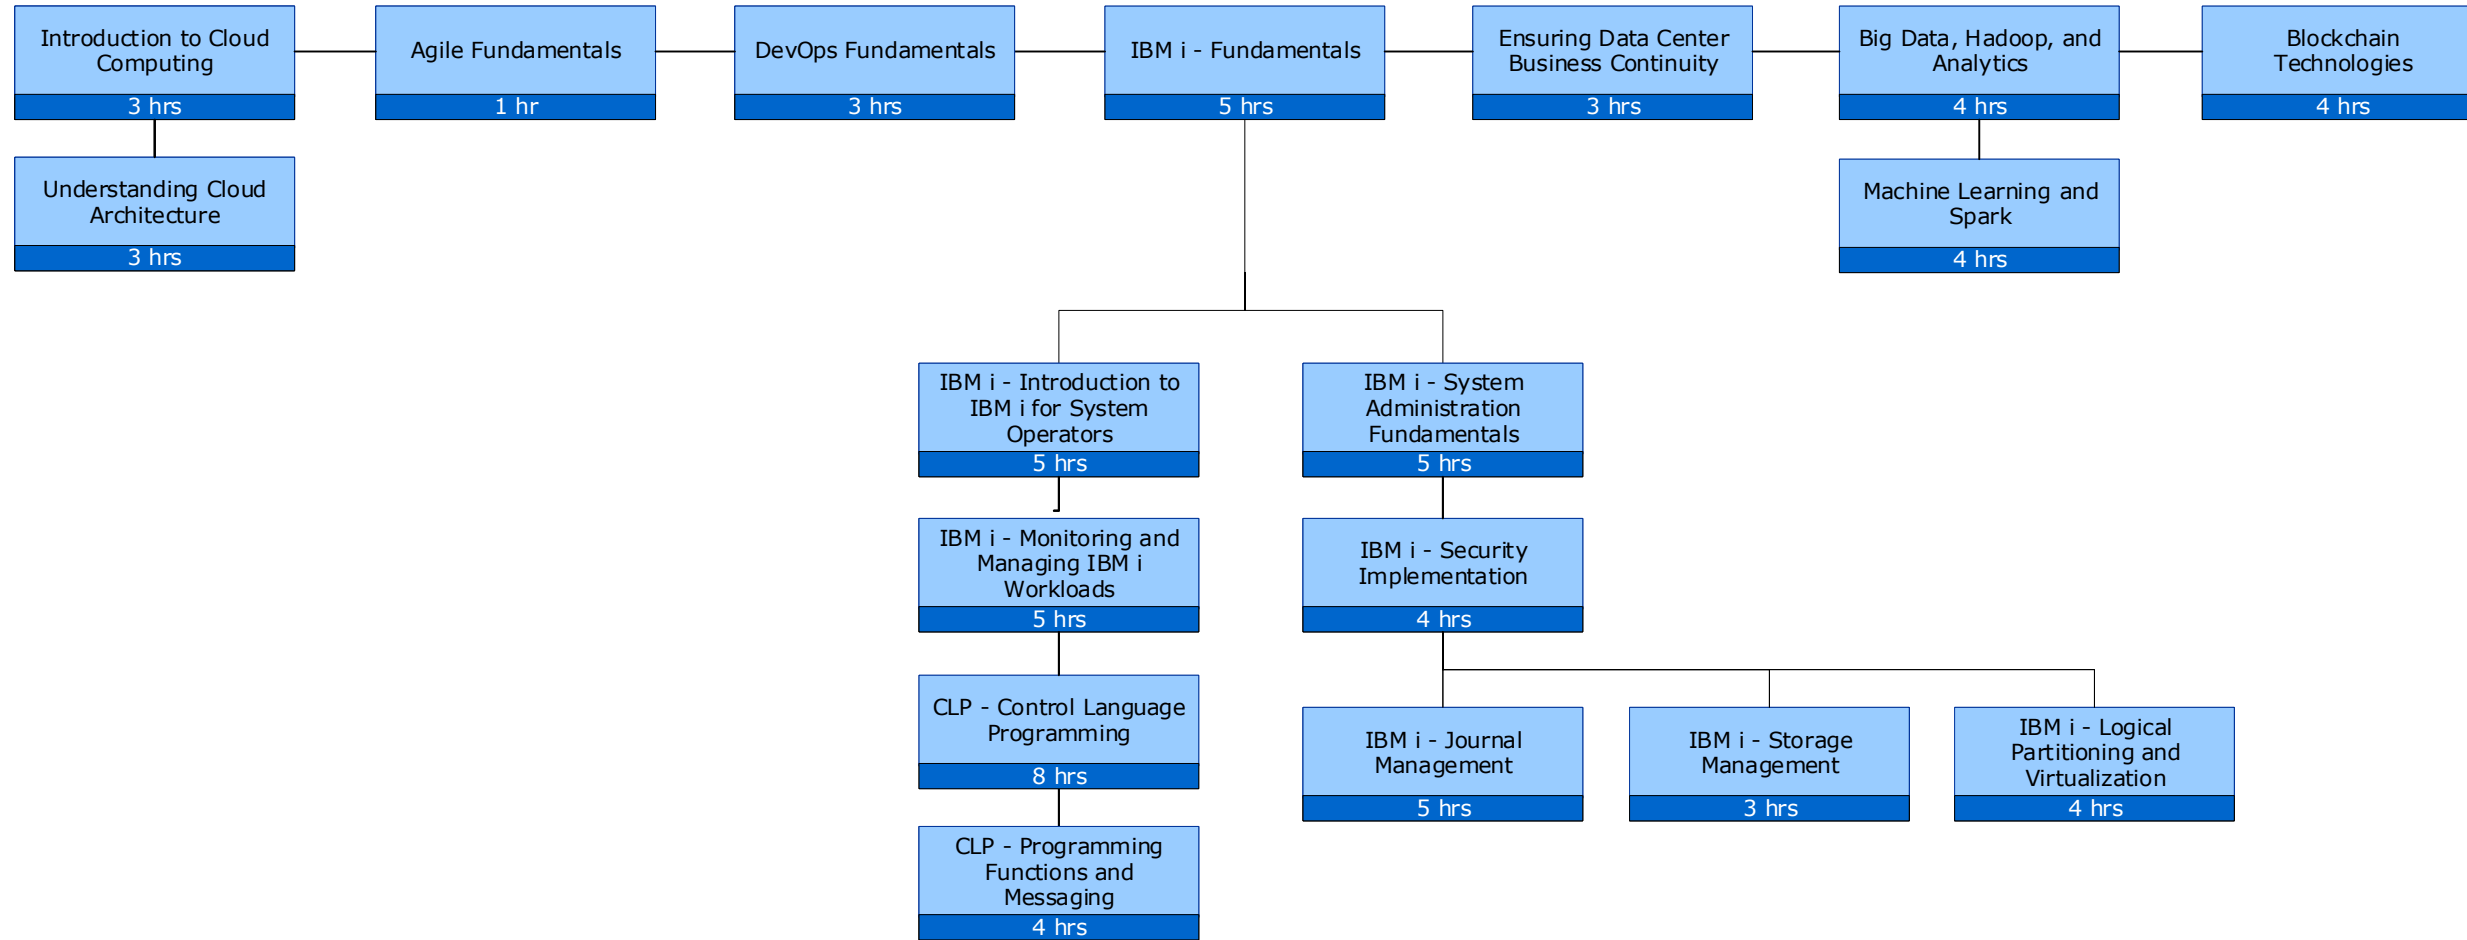 Introduction to Cloud
Computing
3 hrs
Agile Fundamentals
1 hr
DevOps Fundamentals
3 hrs
IBM i - Fundamentals
5 hrs
Ensuring Data Center
Business Continuity
3 hrs
Big Data, Hadoop, and
Analytics
4 hrs
Blockchain
Technologies
4 hrs
Understanding Cloud
Architecture
3 hrs
Machine Learning and
Spark
4 hrs
IBM i - Introduction to
IBM i for System
Operators
5 hrs
IBM i - System
Administration
Fundamentals
5 hrs
IBM i - Monitoring and
Managing IBM i
Workloads
5 hrs
IBM i - Security
Implementation
4 hrs
CLP - Control Language
Programming
8 hrs
IBM i - Journal
Management
5 hrs
IBM i - Storage
Management
3 hrs
IBM i - Logical
Partitioning and
Virtualization
4 hrs
CLP - Programming
Functions and
Messaging
4 hrs